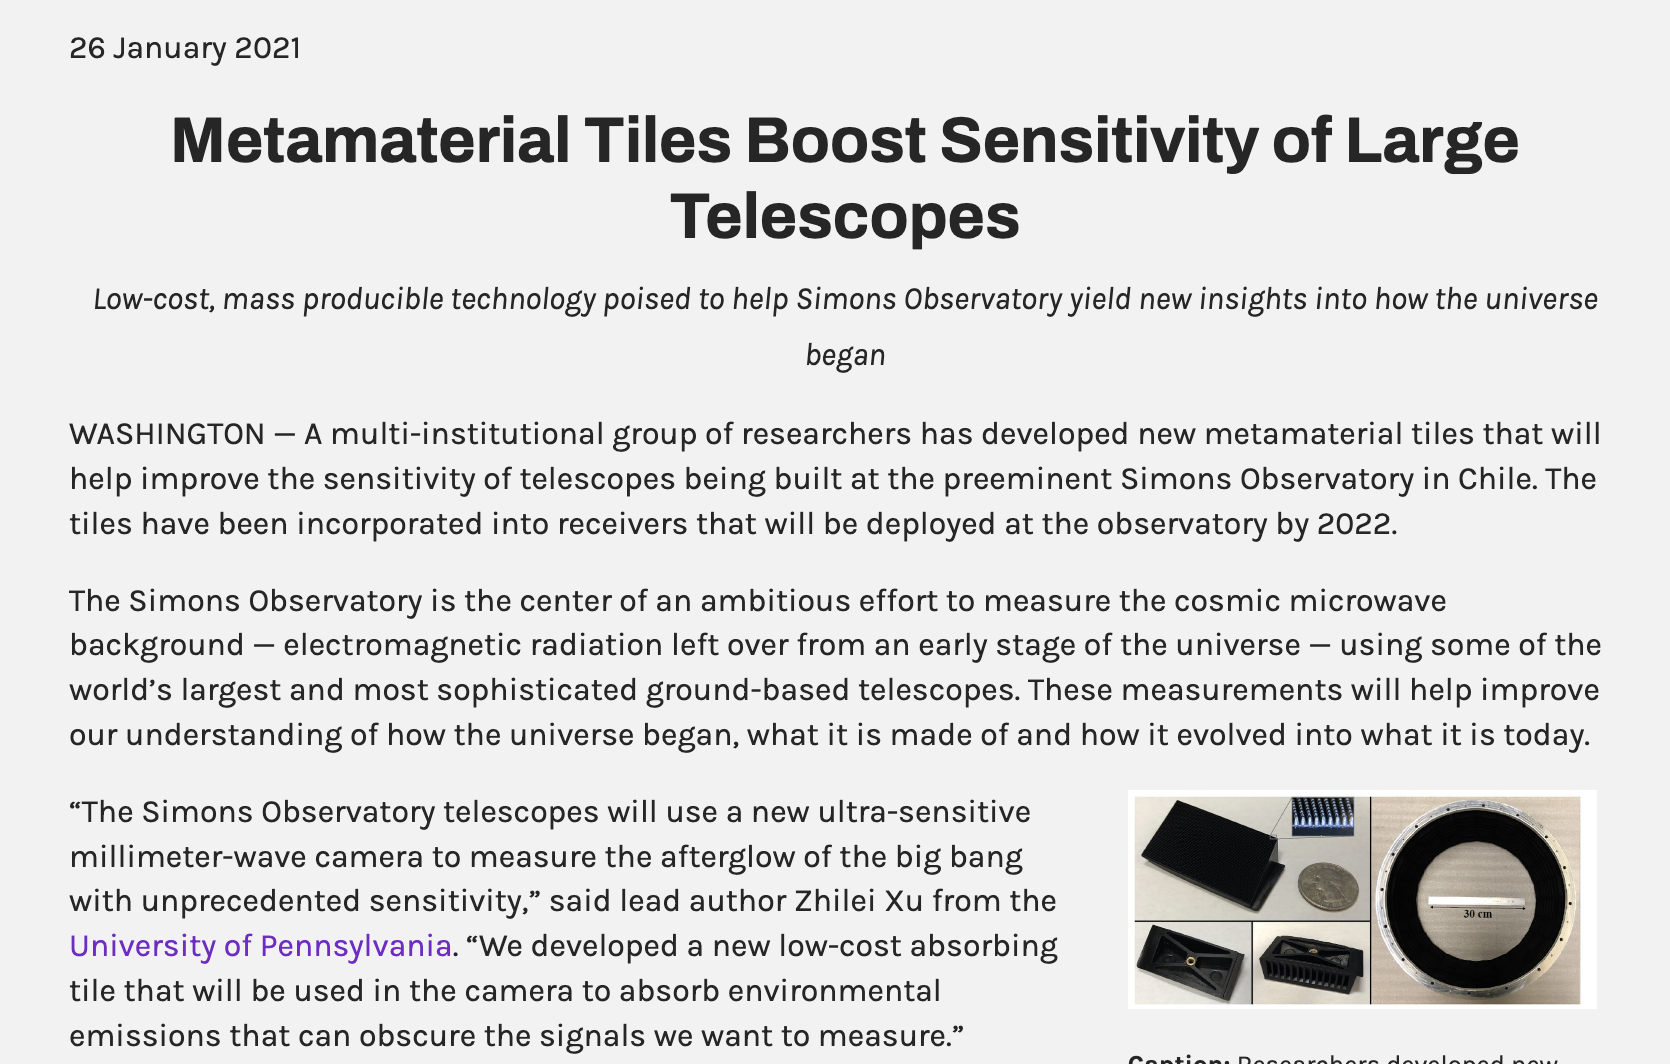 26 January 2021
Metamaterial Tiles Boost Sensitivity of Large
Telescopes
Low-cost, mass producible technology poised to help Simons Observatory yield new insights into how the universe
began
WASHINGTON — A multi-institutional group of researchers has developed new metamaterial tiles that will
help improve the sensitivity of telescopes being built at the preeminent Simons Observatory in Chile. The
tiles have been incorporated into receivers that will be deployed at the observatory by 2022.
The Simons Observatory is the center of an ambitious effort to measure the cosmic microwave
background — electromagnetic radiation left over from an early stage of the universe — using some of the
world’s largest and most sophisticated ground-based telescopes. These measurements will help improve
our understanding of how the universe began, what it is made of and how it evolved into what it is today.
“The Simons Observatory telescopes will use a new ultra-sensitive
millimeter-wave camera to measure the afterglow of the big bang
with unprecedented sensitivity,” said lead author Zhilei Xu from the
University of Pennsylvania. “We developed a new low-cost absorbing
tile that will be used in the camera to absorb environmental
emissions that can obscure the signals we want to measure.”
30 cm
Caption: Researchers developed new